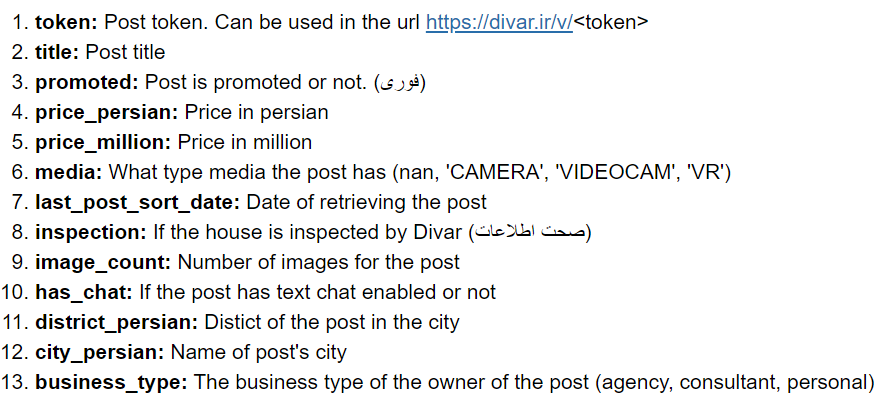 1. token: Post token. Can be used in the url https://divar.ir/v/<token>
2. title: Post title
3. promoted: Post is promoted or not. (فوری)
4. price_persian: Price in persian
5. price_million: Price in million
6. media: What type media the post has (nan, 'CAMERA', 'VIDEOCAM', 'VR')
7. last_post_sort_date: Date of retrieving the post
8. inspection: If the house is inspected by Divar (صحت اطلاعات)
9. image_count: Number of images for the post
10. has_chat: If the post has text chat enabled or not
11. district_persian: Distict of the post in the city
12. city_persian: Name of post's city
13. business_type: The business type of the owner of the post (agency, consultant, personal)